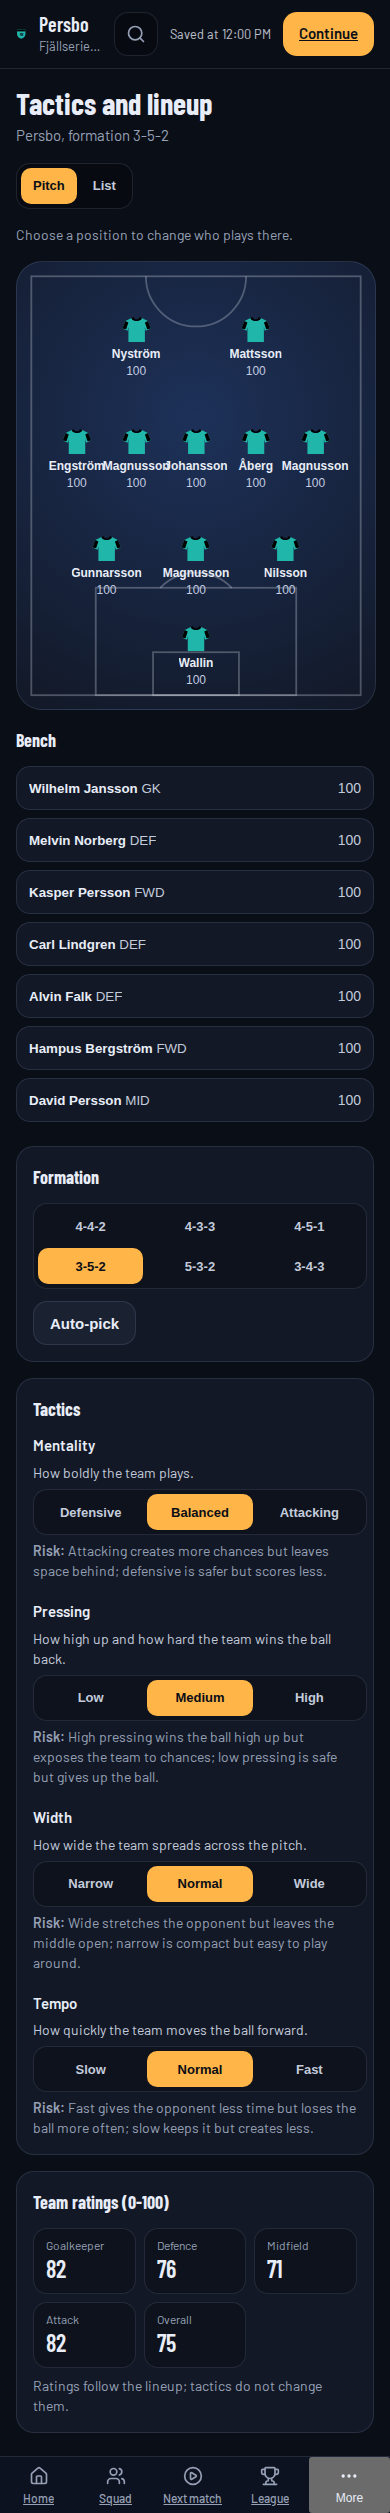 Persbo
Fjällserie...
Saved at 12:00 PM
Continue
Tactics and lineup
Persbo, formation 3-5-2
Pitch
List
Choose a position to change who plays there.
Nyström
100
Mattsson
100
Engström
100
Magnusson
100
Johansson
100
Åberg
100
Magnusson
100
Gunnarsson
100
Magnusson
100
Nilsson
100
Wallin
100
Bench
Wilhelm Jansson GK 100
Melvin Norberg DEF 100
Kasper Persson FWD 100
Carl Lindgren DEF 100
Alvin Falk DEF 100
Hampus Bergström FWD 100
David Persson MID 100
Formation
4-4-2
4-3-3
4-5-1
3-5-2
5-3-2
3-4-3
Auto-pick
Tactics
Mentality
How boldly the team plays.
Defensive
Balanced
Attacking
Risk: Attacking creates more chances but leaves
space behind; defensive is safer but scores less.
Pressing
How high up and how hard the team wins the ball
back.
Low
Medium
High
Risk: High pressing wins the ball high up but
exposes the team to chances; low pressing is safe
but gives up the ball.
Width
How wide the team spreads across the pitch.
Narrow
Normal
Wide
Risk: Wide stretches the opponent but leaves the
middle open; narrow is compact but easy to play
around.
Tempo
How quickly the team moves the ball forward.
Slow
Normal
Fast
Risk: Fast gives the opponent less time but loses the
ball more often; slow keeps it but creates less.
Team ratings (0-100)
Goalkeeper
82
Defence
76
Midfield
71
Attack
82
Overall
75
Ratings follow the lineup; tactics do not change
them.
Home
Squad
Next match
League
More